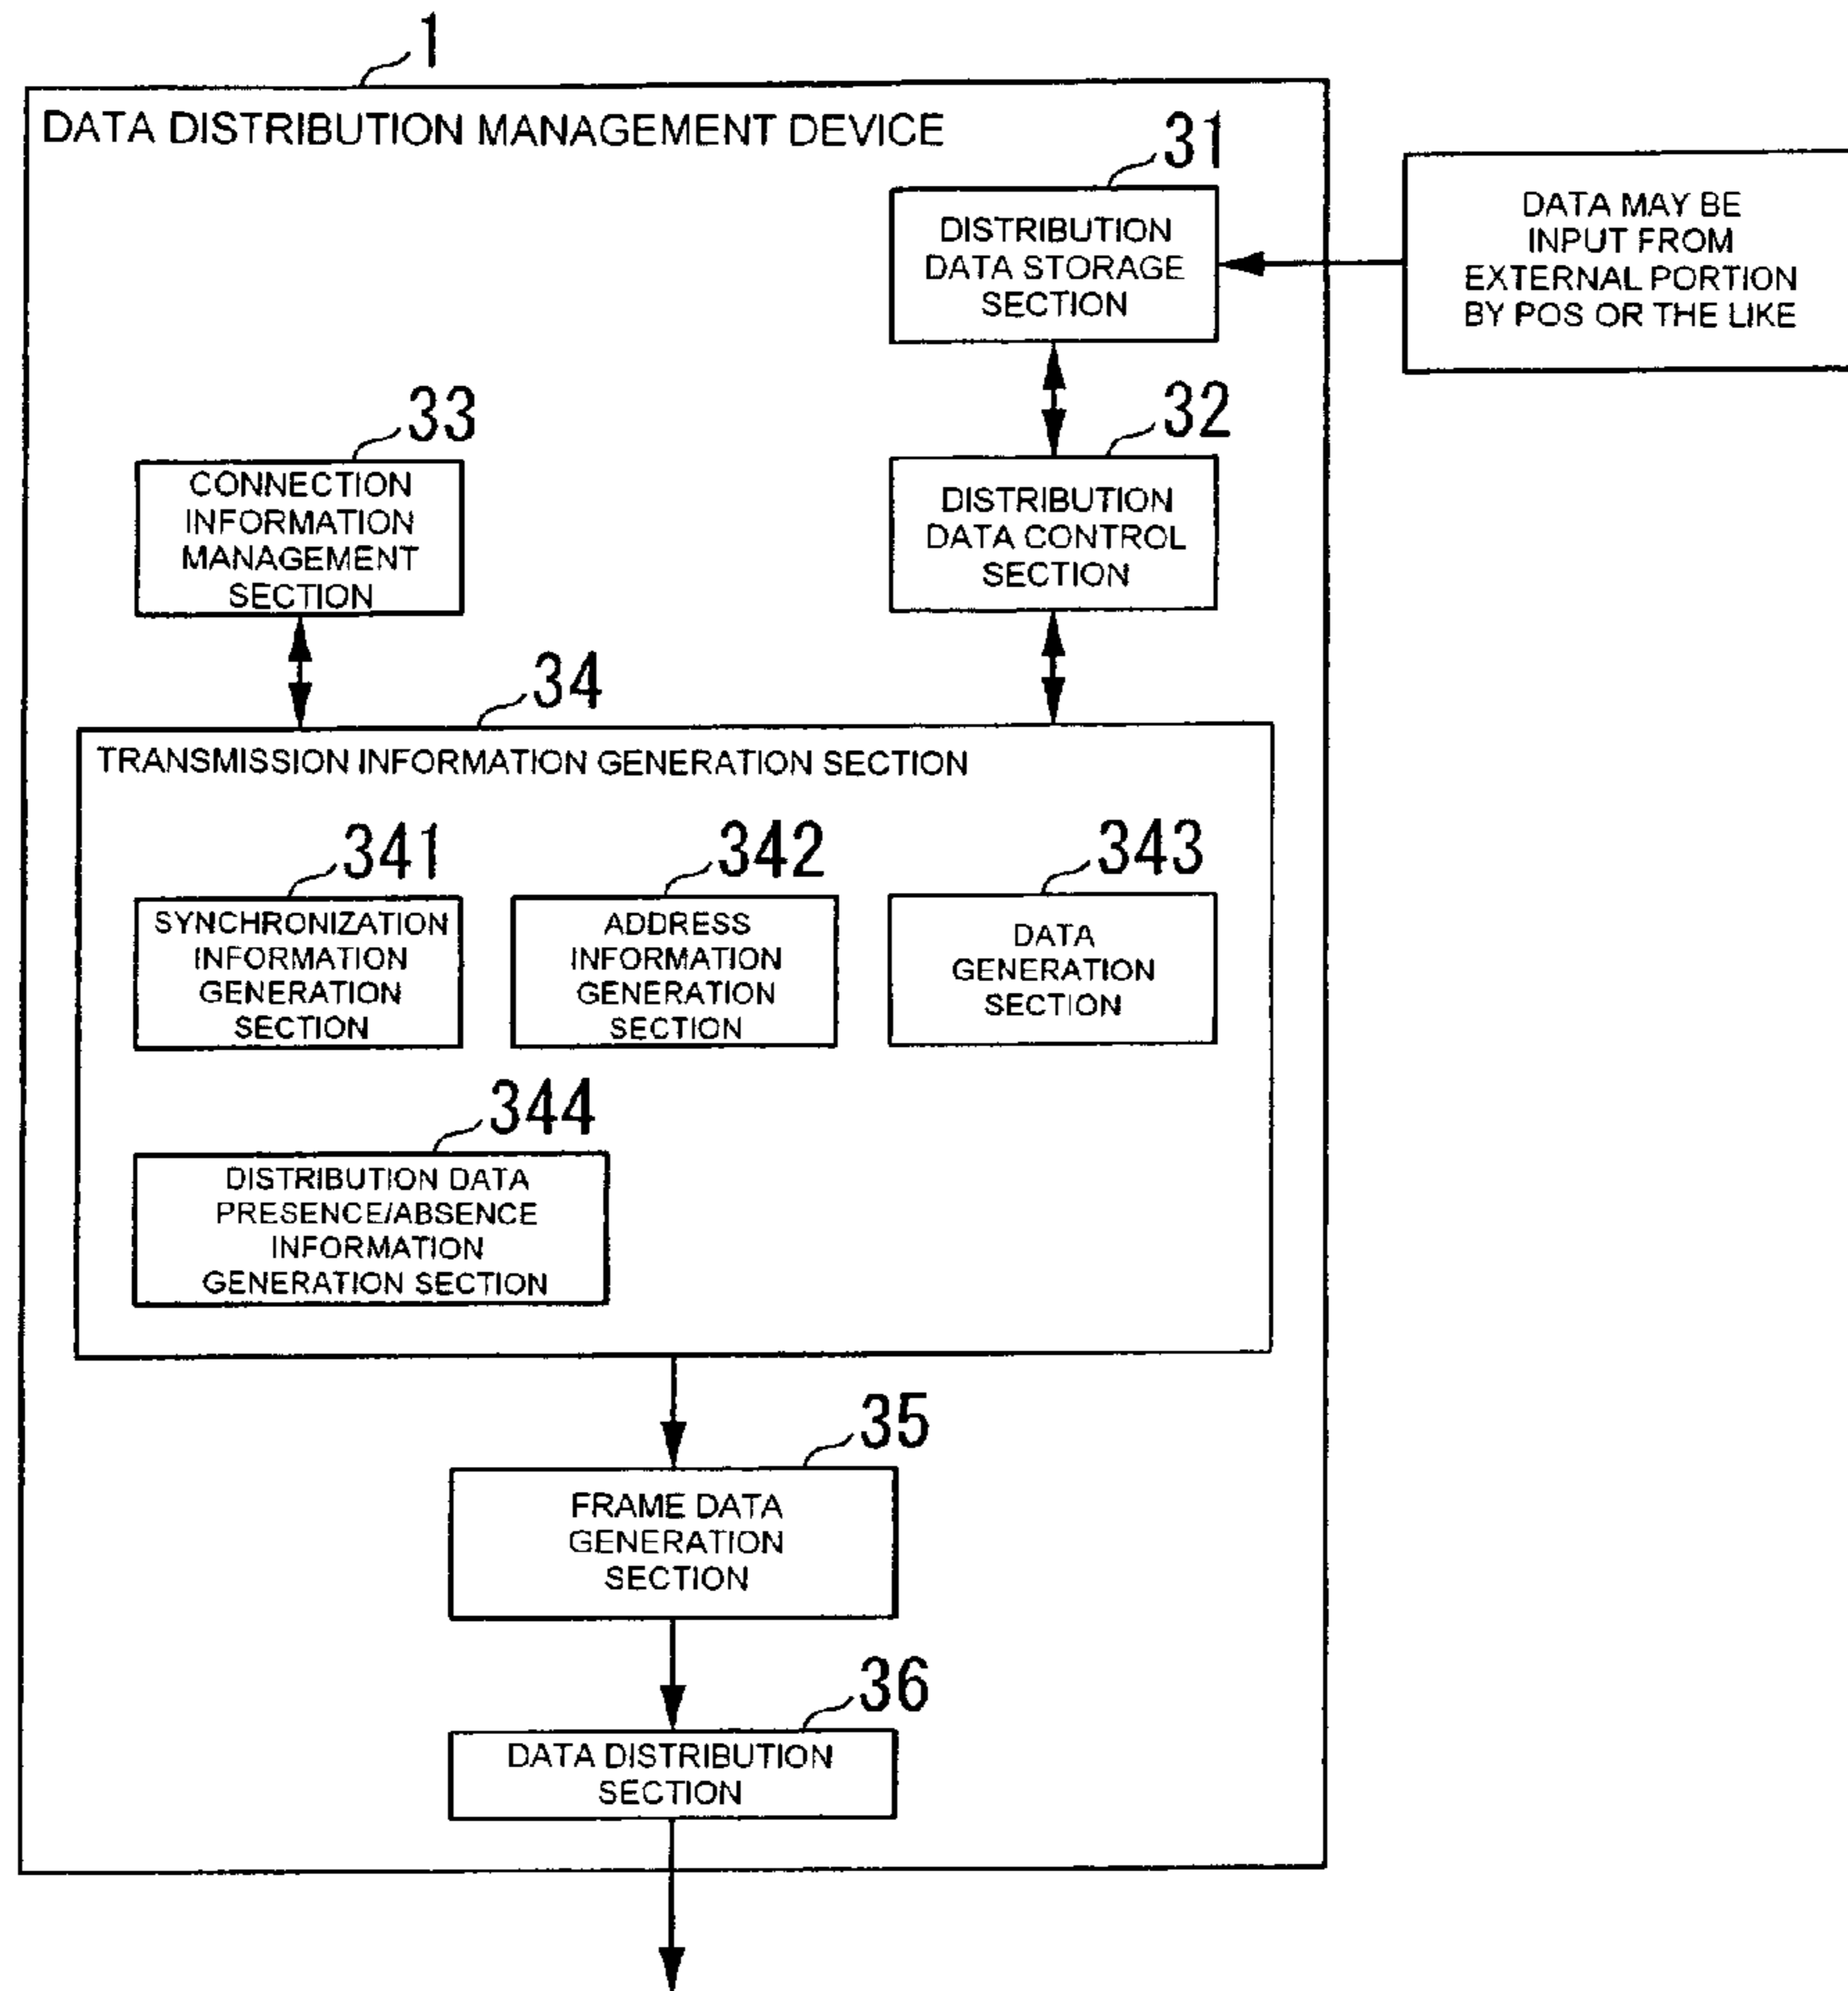 1
DATA DISTRIBUTION MANAGEMENT DEVICE
31
DISTRIBUTION
DATA STORAGE
SECTION
DATA MAY BE
INPUT FROM
EXTERNAL PORTION
BY POS OR THE LIKE
33
CONNECTION
INFORMATION
MANAGEMENT
SECTION
32
DISTRIBUTION
DATA CONTROL
SECTION
34
TRANSMISSION INFORMATION GENERATION SECTION
341
SYNCHRONIZATION
INFORMATION
GENERATION
SECTION
342
ADDRESS
INFORMATION
GENERATION
SECTION
343
DATA
GENERATION
SECTION
344
DISTRIBUTION DATA
PRESENCE/ABSENCE
INFORMATION
GENERATION SECTION
35
FRAME DATA
GENERATION
SECTION
36
DATA DISTRIBUTION
SECTION